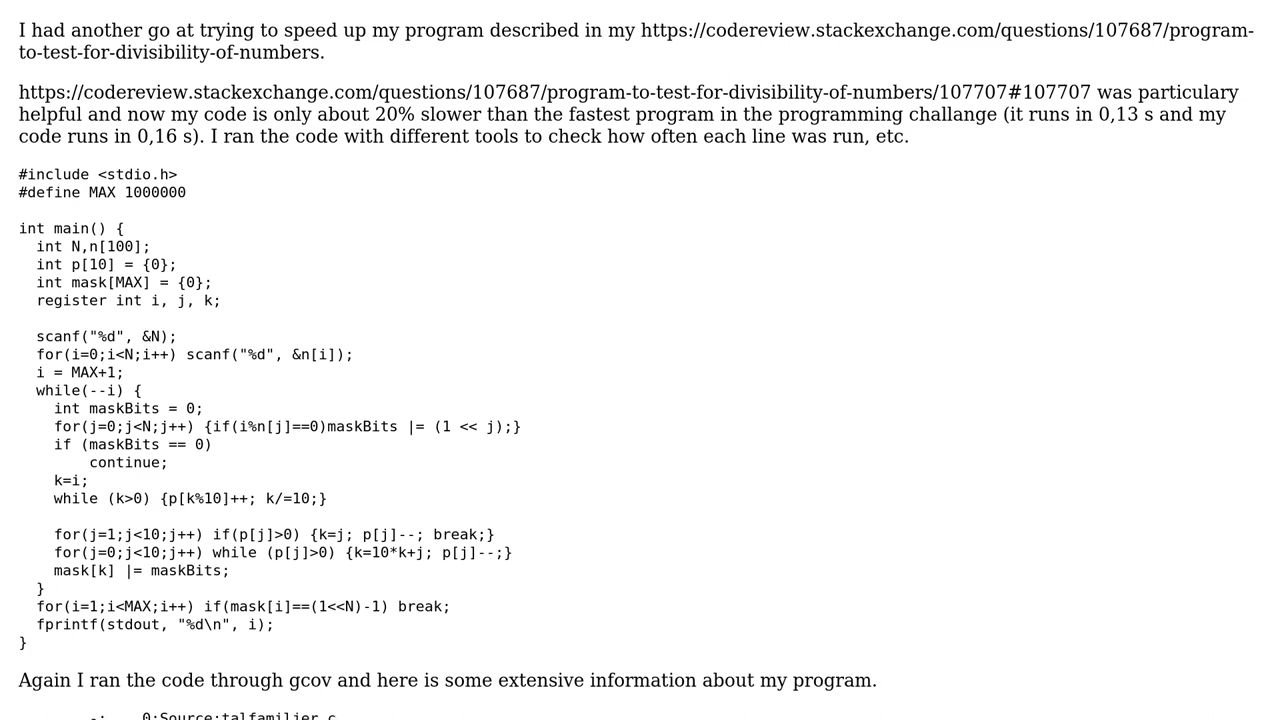 I had another go at trying to speed up my program described in my https://codereview.stackexchange.com/questions/107687/program-
to-test-for-divisibility-of-numbers.
https://codereview.stackexchange.com/questions/107687/program-to-test-for-divisibility-of-numbers/107707#107707 was particulary
helpful and now my code is only about 20% slower than the fastest program in the programming challange (it runs in 0,13 s and my
code runs in 0,16 s). I ran the code with different tools to check how often each line was run, etc.
#include <stdio.h>
#define MAX 1000000
int main() {
  int N,n[100];
  int p[10] = {0};
  int mask[MAX] = {0};
  register int i, j, k;
  scanf("%d", &N);
  for(i=0;i<N;i++) scanf("%d", &n[i]);
  i = MAX+1;
  while(--i) {
    int maskBits = 0;
    for(j=0;j<N;j++) {if(i%n[j]==0)maskBits |= (1 << j);}
    if (maskBits == 0)
        continue;
    k=i;
    while (k>0) {p[k%10]++; k/=10;}
    for(j=1;j<10;j++) if(p[j]>0) {k=j; p[j]--; break;}
    for(j=0;j<10;j++) while (p[j]>0) {k=10*k+j; p[j]--;}
    mask[k] |= maskBits;
  }
  for(i=1;i<MAX;i++) if(mask[i]==(1<<N)-1) break;
  fprintf(stdout, "%d\n", i);
}
Again I ran the code through gcov and here is some extensive information about my program.
        -:    0:Source:talfamilier.c